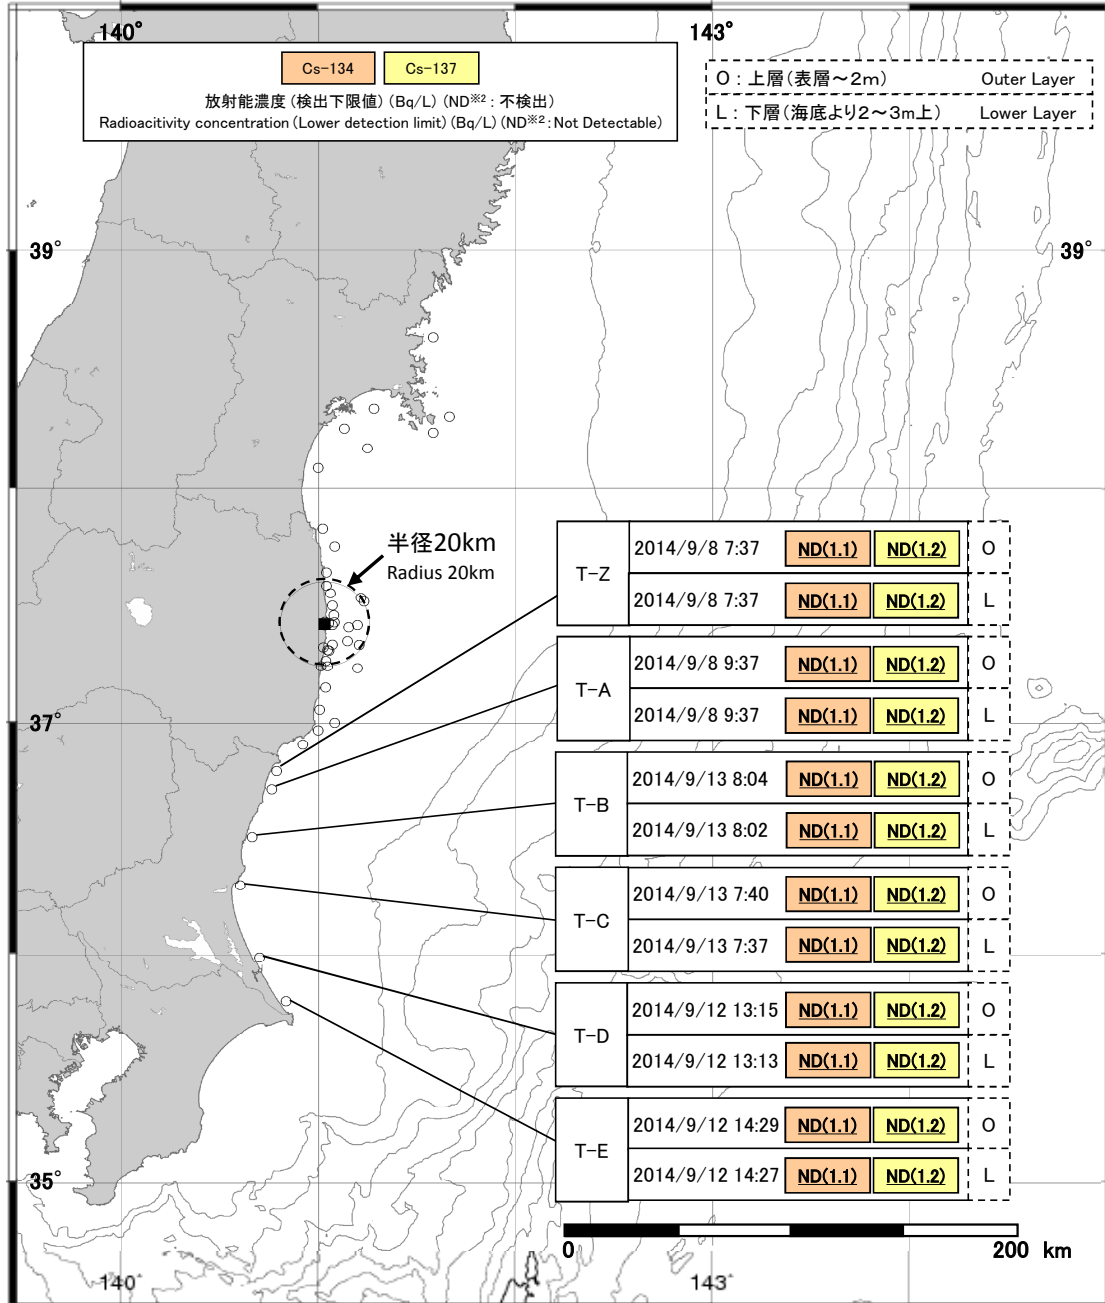 140°
143°
Cs-134 Cs-137
放射能濃度 (検出下限値) (Bq/L) (ND※2 : 不検出)
Radioacitivity concentration (Lower detection limit) (Bq/L) (ND※2 : Not Detectable)
O : 上層(表層～2m) Outer Layer
L : 下層(海底より2～3m上) Lower Layer
39° 39°
半径20km
Radius 20km
T-Z
2014/9/8 7:37 ND(1.1) ND(1.2) O
2014/9/8 7:37 ND(1.1) ND(1.2) L
T-A
2014/9/8 9:37 ND(1.1) ND(1.2) O
2014/9/8 9:37 ND(1.1) ND(1.2) L
37°
T-B
2014/9/13 8:04 ND(1.1) ND(1.2) O
2014/9/13 8:02 ND(1.1) ND(1.2) L
T-C
2014/9/13 7:40 ND(1.1) ND(1.2) O
2014/9/13 7:37 ND(1.1) ND(1.2) L
T-D
2014/9/12 13:15 ND(1.1) ND(1.2) O
2014/9/12 13:13 ND(1.1) ND(1.2) L
T-E
2014/9/12 14:29 ND(1.1) ND(1.2) O
2014/9/12 14:27 ND(1.1) ND(1.2) L
35°
0 200 km
140° 143°